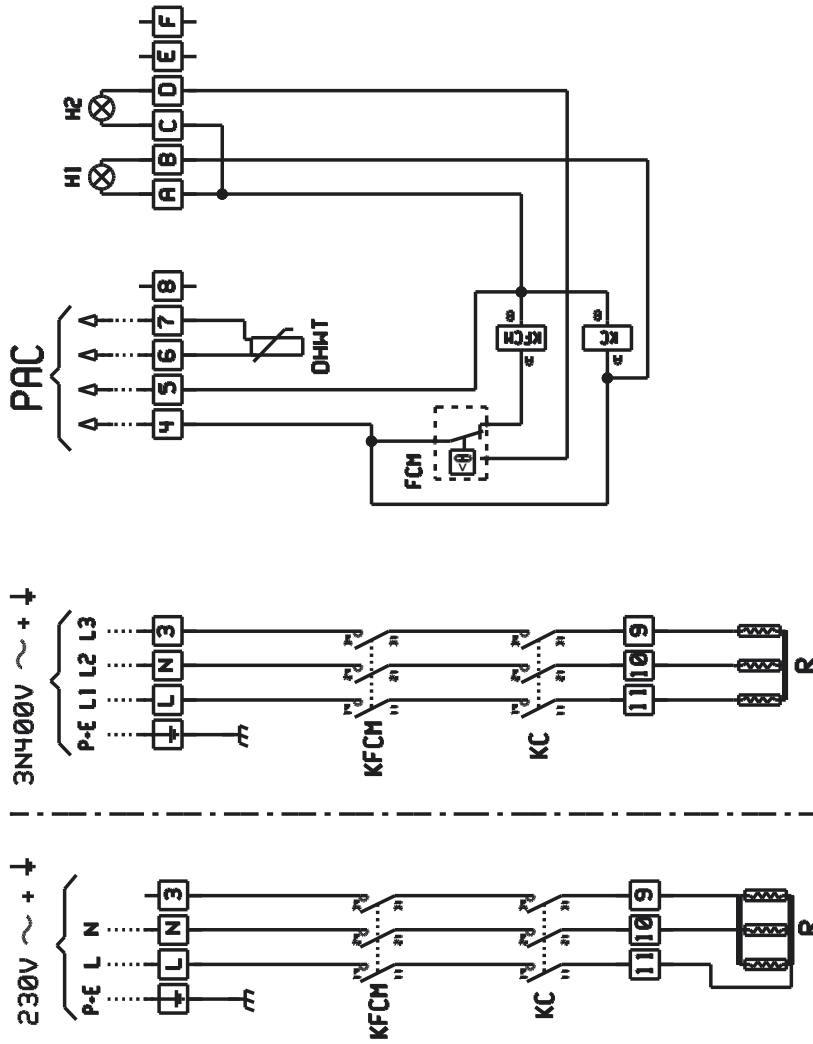 230V ~ + ⏚
3N400V ~ + ⏚
PAC
H1
H2
P-E L N
P-E L1 L2 L3
L N 3
L N 3
4 5 6 7 8
A B C D E F
DHWT
KFCM
KFCM
FCM
KFCM
KC
KC
KC
11 10 9
11 10 9
R
R